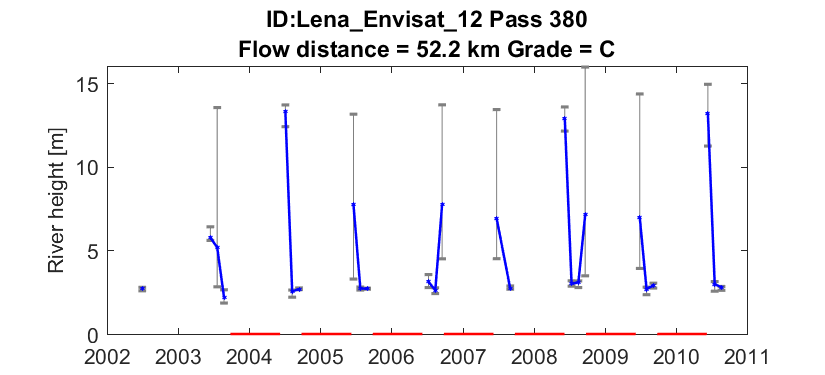 ID:Lena_Envisat_12 Pass 380
Flow distance = 52.2 km Grade = C
River height [m]
15
10
5
0
2002 2003 2004 2005 2006 2007 2008 2009 2010 2011